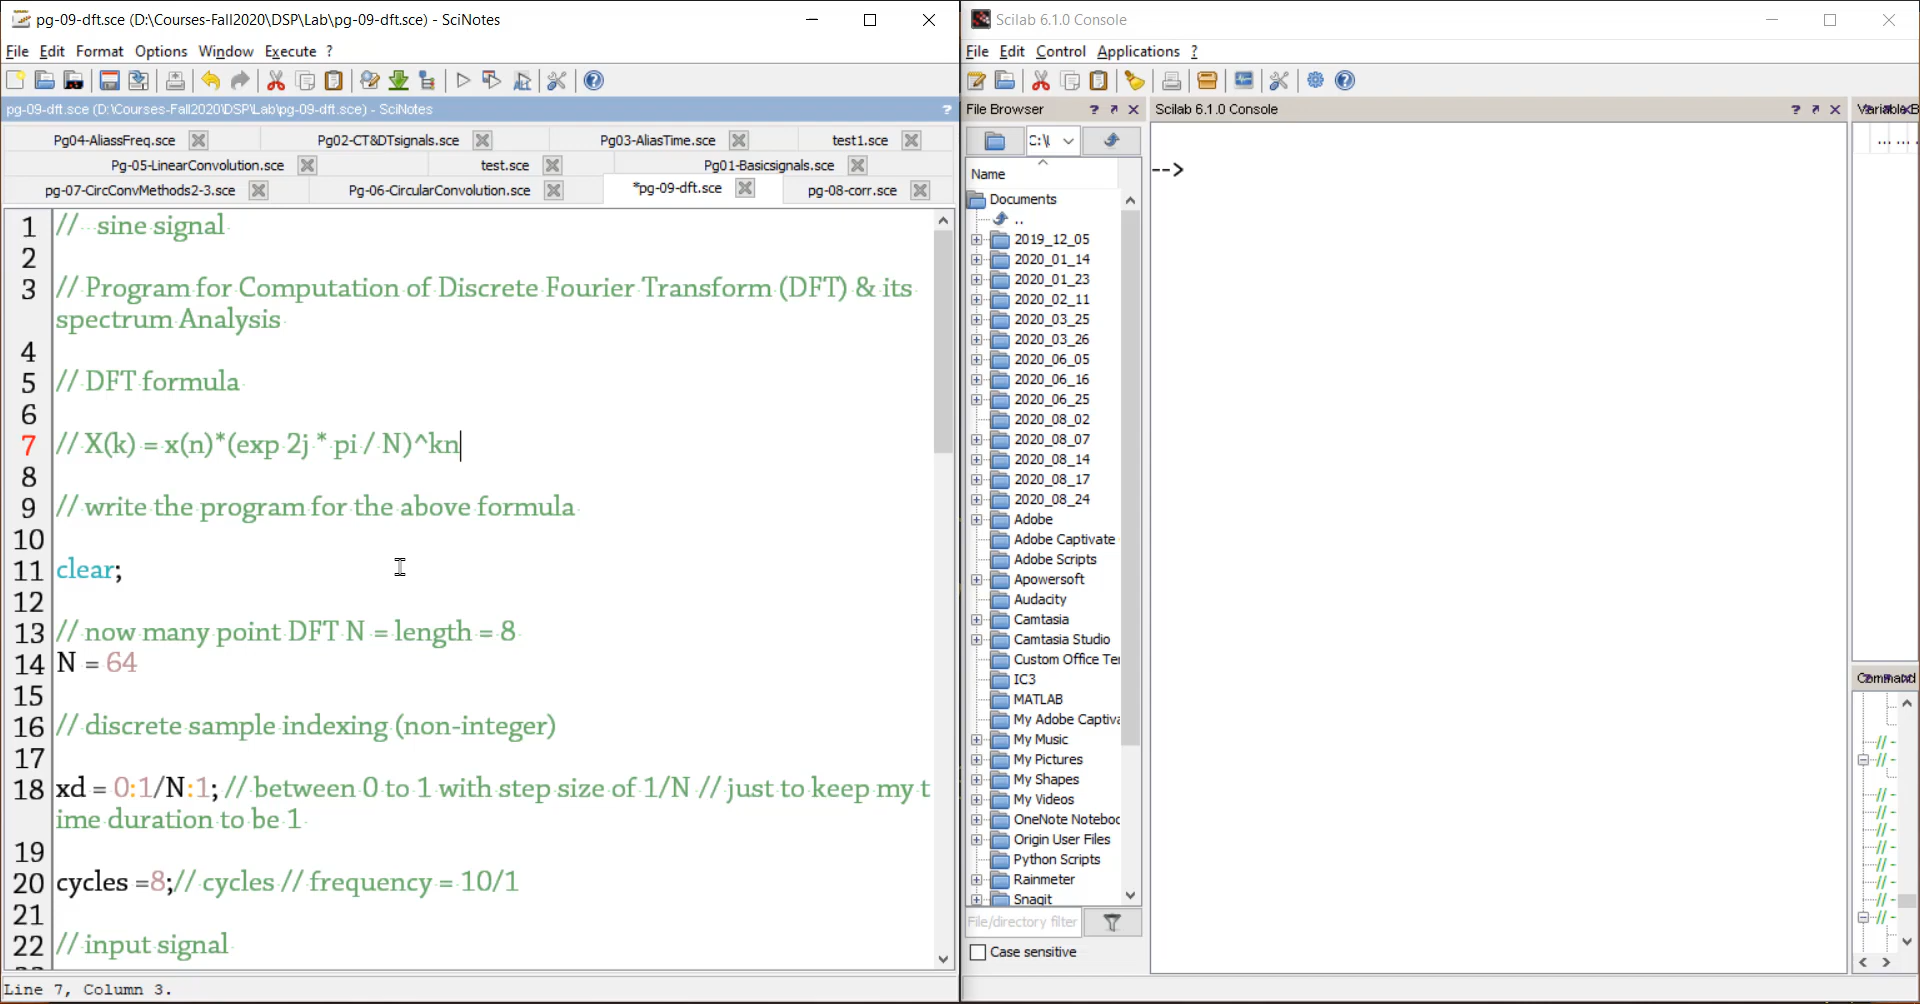 pg-09-dft.sce (D:\Courses-Fall2020\DSP\Lab\pg-09-dft.sce) - SciNotes
File Edit Format Options Window Execute ?
pg-09-dft.sce (D:\Courses-Fall2020\DSP\Lab\pg-09-dft.sce) - SciNotes ?
Pg04-AliassFreq.sce Pg02-CT&DTsignals.sce Pg03-AliasTime.sce test1.sce
Pg-05-LinearConvolution.sce test.sce Pg01-Basicsignals.sce
pg-07-CircConvMethods2-3.sce Pg-06-CircularConvolution.sce *pg-09-dft.sce pg-08-corr.sce
1 // sine signal
2
3 // Program for Computation of Discrete Fourier Transform (DFT) & its
spectrum Analysis
4
5 // DFT formula
6
7 // X(k) = x(n)*(exp 2j * pi / N)^kn
8
9 // write the program for the above formula
10
11 clear;
12
13 // now many point DFT N = length = 8
14 N = 64
15
16 // discrete sample indexing (non-integer)
17
18 xd = 0:1/N:1; // between 0 to 1 with step size of 1/N // just to keep my t
ime duration to be 1
19
20 cycles =8;// cycles // frequency = 10/1
21
22 // input signal
Line 7, Column 3.
Scilab 6.1.0 Console
File Edit Control Applications ?
File Browser ?
C:\
Name
Documents
..
2019_12_05
2020_01_14
2020_01_23
2020_02_11
2020_03_25
2020_03_26
2020_06_05
2020_06_16
2020_06_25
2020_08_02
2020_08_07
2020_08_14
2020_08_17
2020_08_24
Adobe
Adobe Captivate
Adobe Scripts
Apowersoft
Audacity
Camtasia
Camtasia Studio
Custom Office Te
IC3
MATLAB
My Adobe Captiv
My Music
My Pictures
My Shapes
My Videos
OneNote Noteboo
Origin User Files
Python Scripts
Rainmeter
Snagit
File/directory filter
Case sensitive
Scilab 6.1.0 Console ?
-->
... ...
// -
// -
// -
// -
// -
// -
// -
// -
// -
// -